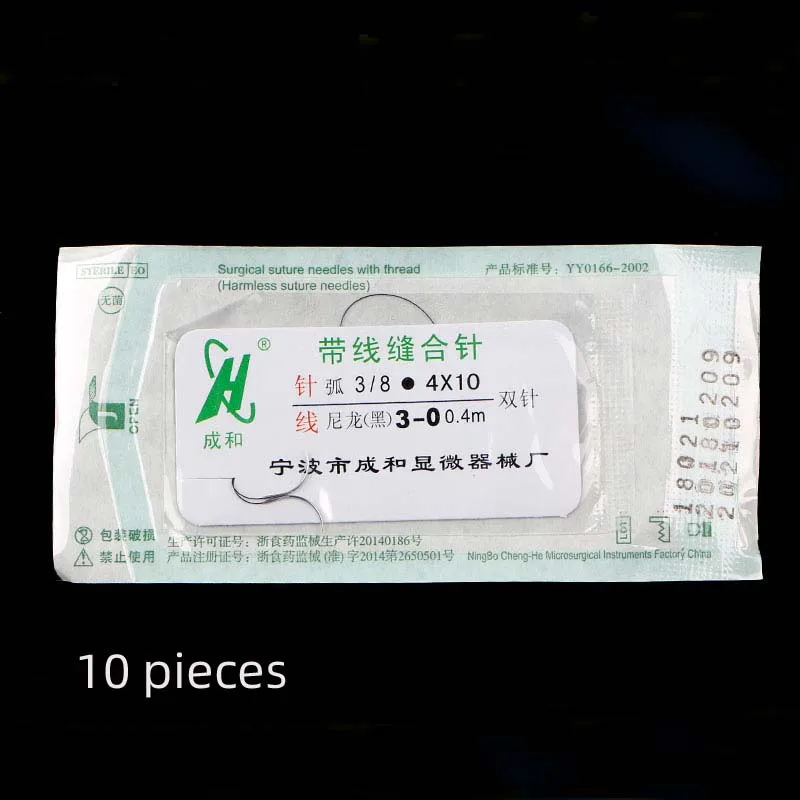 STERILE EO
无菌
Surgical suture needles with thread
(Harmless suture needles)
产品标准号：YY0166-2002
®
成和
带线缝合针
针 弧 3/8 ● 4X10
线 尼龙(黑) 3-0 0.4m
双针
宁波市成和显微器械厂
OPEN
包装破损
禁止使用
生产许可证号：浙食药监械生产许20140186号
产品注册证号：浙食药监械(准)字2014第2650501号
NingBo Cheng-He Microsurgical Instruments Factory China
LOT
18021
20180209
20210209
10 pieces